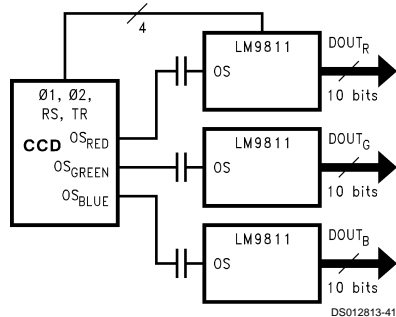 4
LM9811
OS
DOUT_R
10 bits
Ø1, Ø2,
RS, TR
CCD
OS_RED
OS_GREEN
OS_BLUE
LM9811
OS
DOUT_G
10 bits
LM9811
OS
DOUT_B
10 bits
DS012813-41